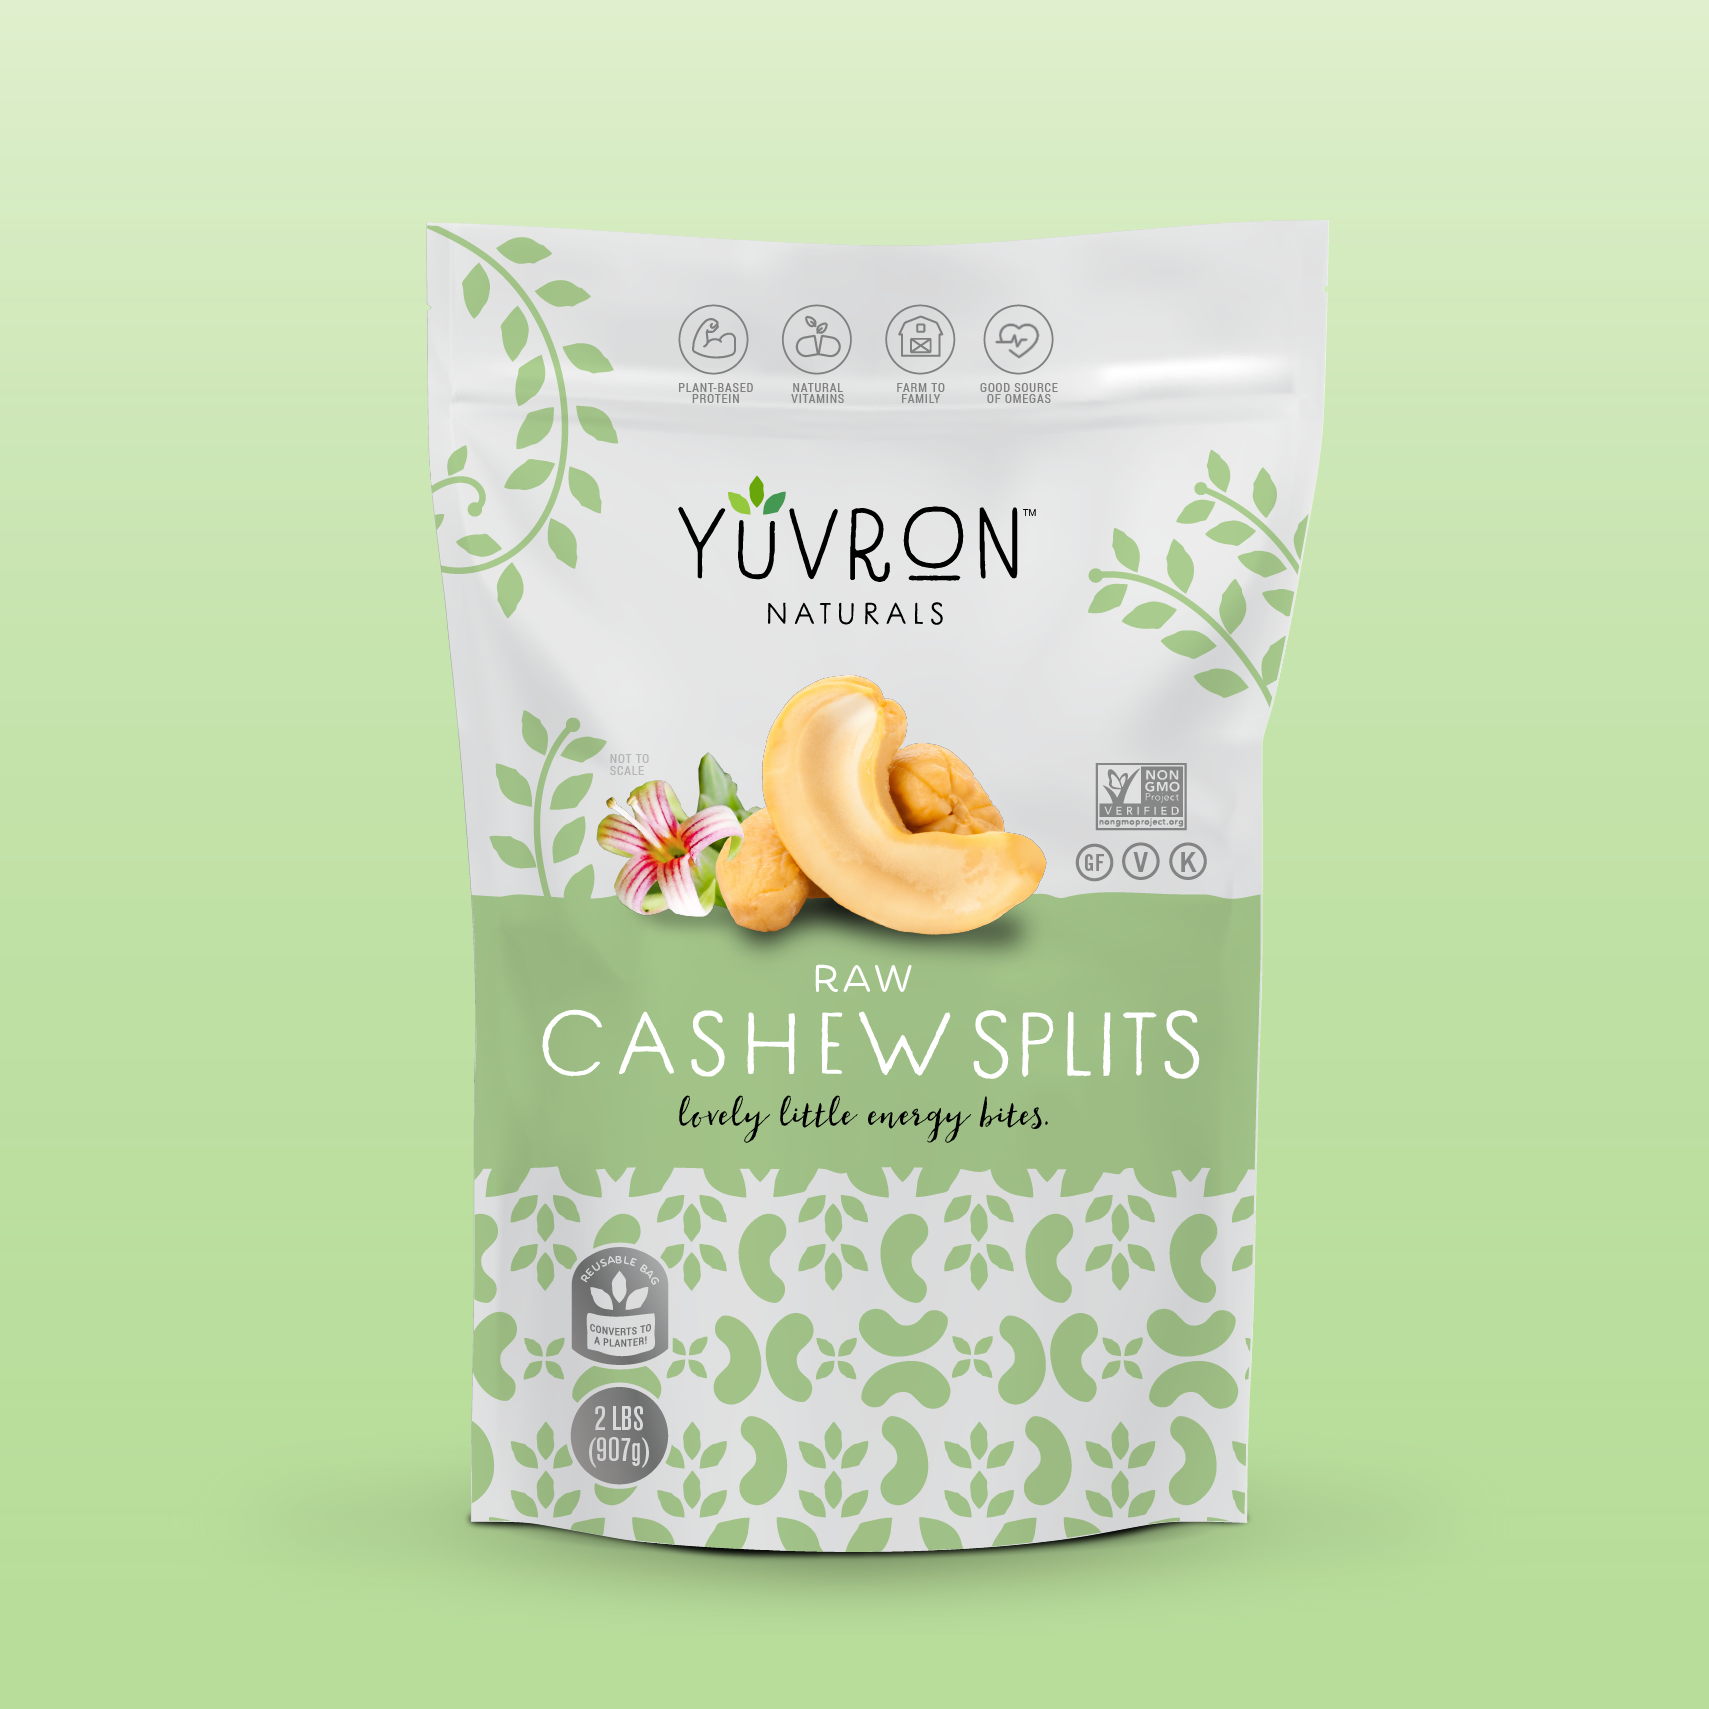 PLANT-BASED
PROTEIN
NATURAL
VITAMINS
FARM TO
FAMILY
GOOD SOURCE
OF OMEGAS
YUVRON™
NATURALS
NOT TO
SCALE
NON
GMO
Project
VERIFIED
nongmoproject.org
GF V K
RAW
CASHEW SPLITS
lovely little energy bites.
REUSABLE BAG
CONVERTS TO
A PLANTER!
2 LBS
(907g)